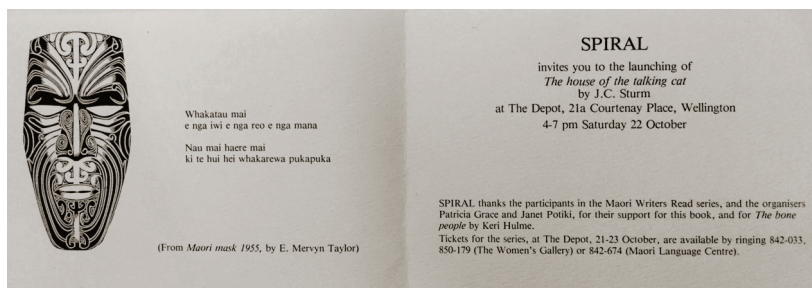 Whakatau mai
e nga iwi e nga reo e nga mana
Nau mai haere mai
ki te hui hei whakarewa pukapuka
(From Maori mask 1955, by E. Mervyn Taylor)
SPIRAL
invites you to the launching of
The house of the talking cat
by J.C. Sturm
at The Depot, 21a Courtenay Place, Wellington
4-7 pm Saturday 22 October
SPIRAL thanks the participants in the Maori Writers Read series, and the organisers
Patricia Grace and Janet Potiki, for their support for this book, and for The bone
people by Keri Hulme.
Tickets for the series, at The Depot, 21-23 October, are available by ringing 842-033,
850-179 (The Women's Gallery) or 842-674 (Maori Language Centre).